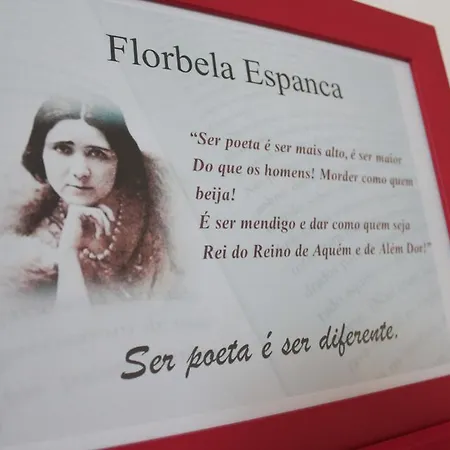 Florbela Espanca
“Ser poeta é ser mais alto, é ser maior
Do que os homens! Morder como quem
beija!
É ser mendigo e dar como quem seja
Rei do Reino de Aquém e de Além Dor!”
Ser poeta é ser diferente.